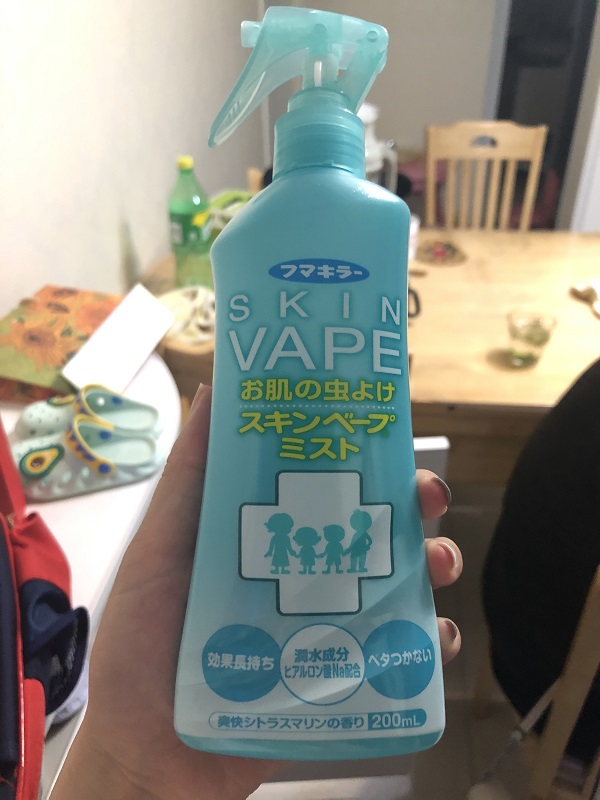 フマキラー
SKIN
VAPE
お肌の虫よけ
スキンベープ
ミスト
効果長持ち
潤水成分
ヒアルロン酸Na配合
ベタつかない
爽快シトラスマリンの香り 200mL